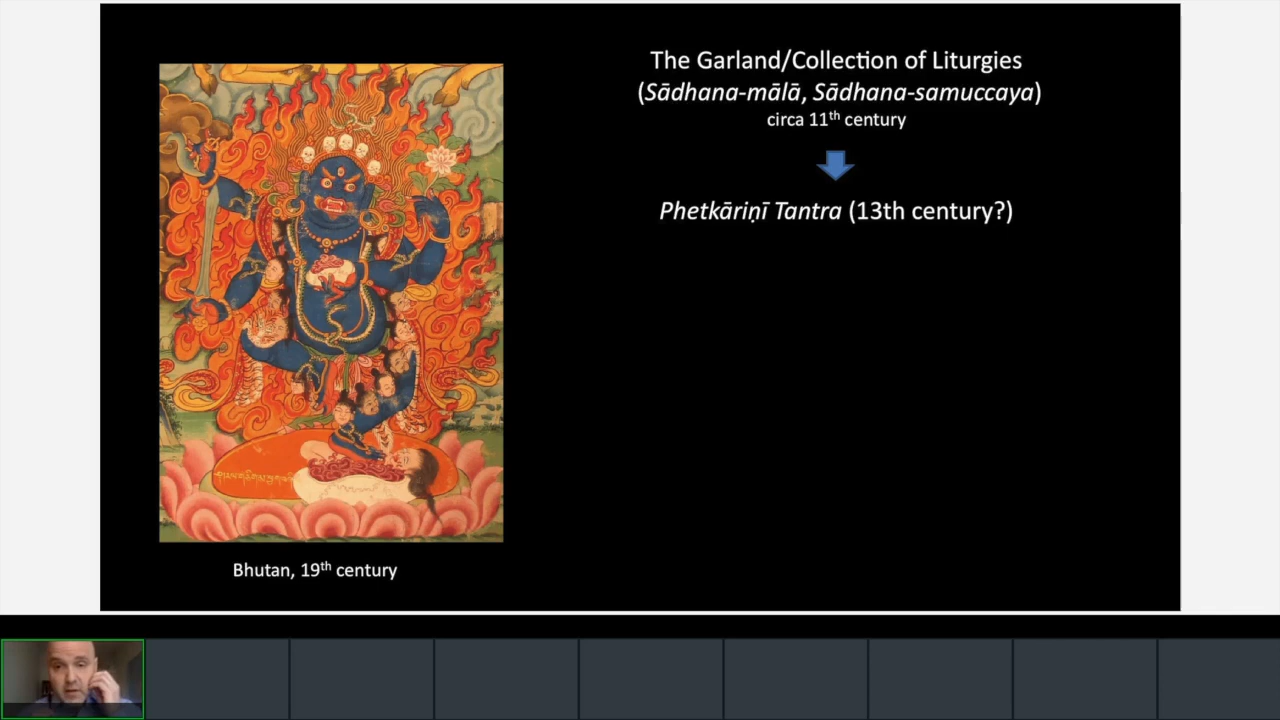 The Garland/Collection of Liturgies
(Sādhana-mālā, Sādhana-samuccaya)
circa 11th century
Phetkāriṇī Tantra (13th century?)
Bhutan, 19th century